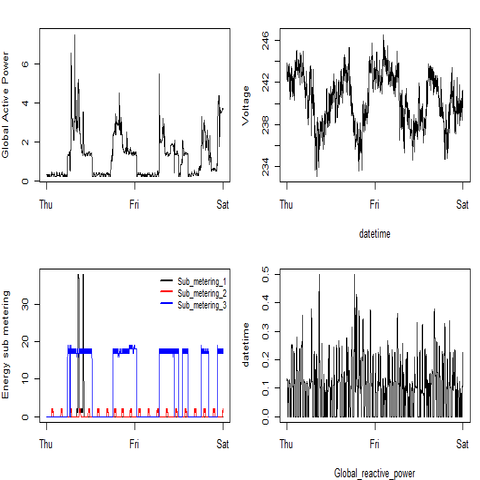 Global Active Power
6
4
2
0
Thu
Fri
Sat
Voltage
246
242
238
234
Thu
Fri
Sat
datetime
Energy sub metering
30
20
10
0
Sub_metering_1
Sub_metering_2
Sub_metering_3
Thu
Fri
Sat
datetime
0.5
0.4
0.3
0.2
0.1
0.0
Thu
Fri
Sat
Global_reactive_power